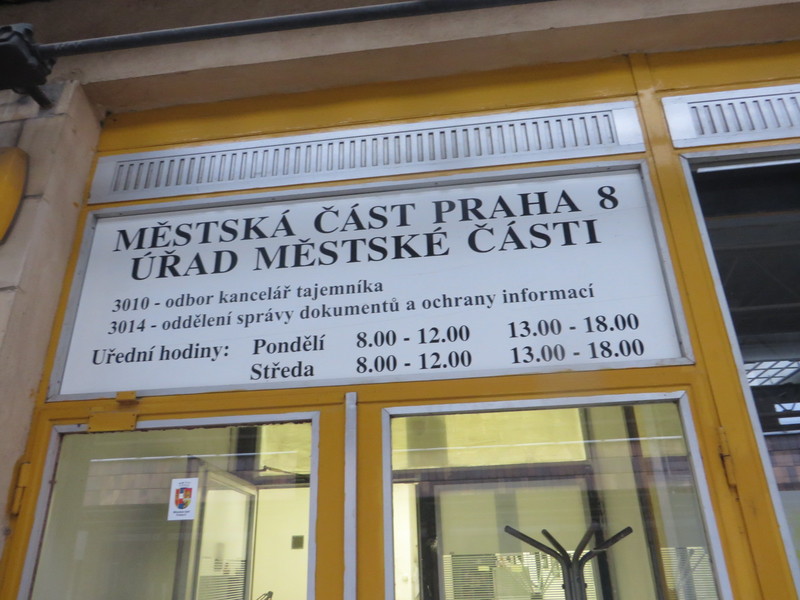 MĚSTSKÁ ČÁST PRAHA 8
ÚŘAD MĚSTSKÉ ČÁSTI
3010 - odbor kancelář tajemníka
3014 - oddělení správy dokumentů a ochrany informací
Uřední hodiny: Pondělí 8.00 - 12.00 13.00 - 18.00
Středa 8.00 - 12.00 13.00 - 18.00